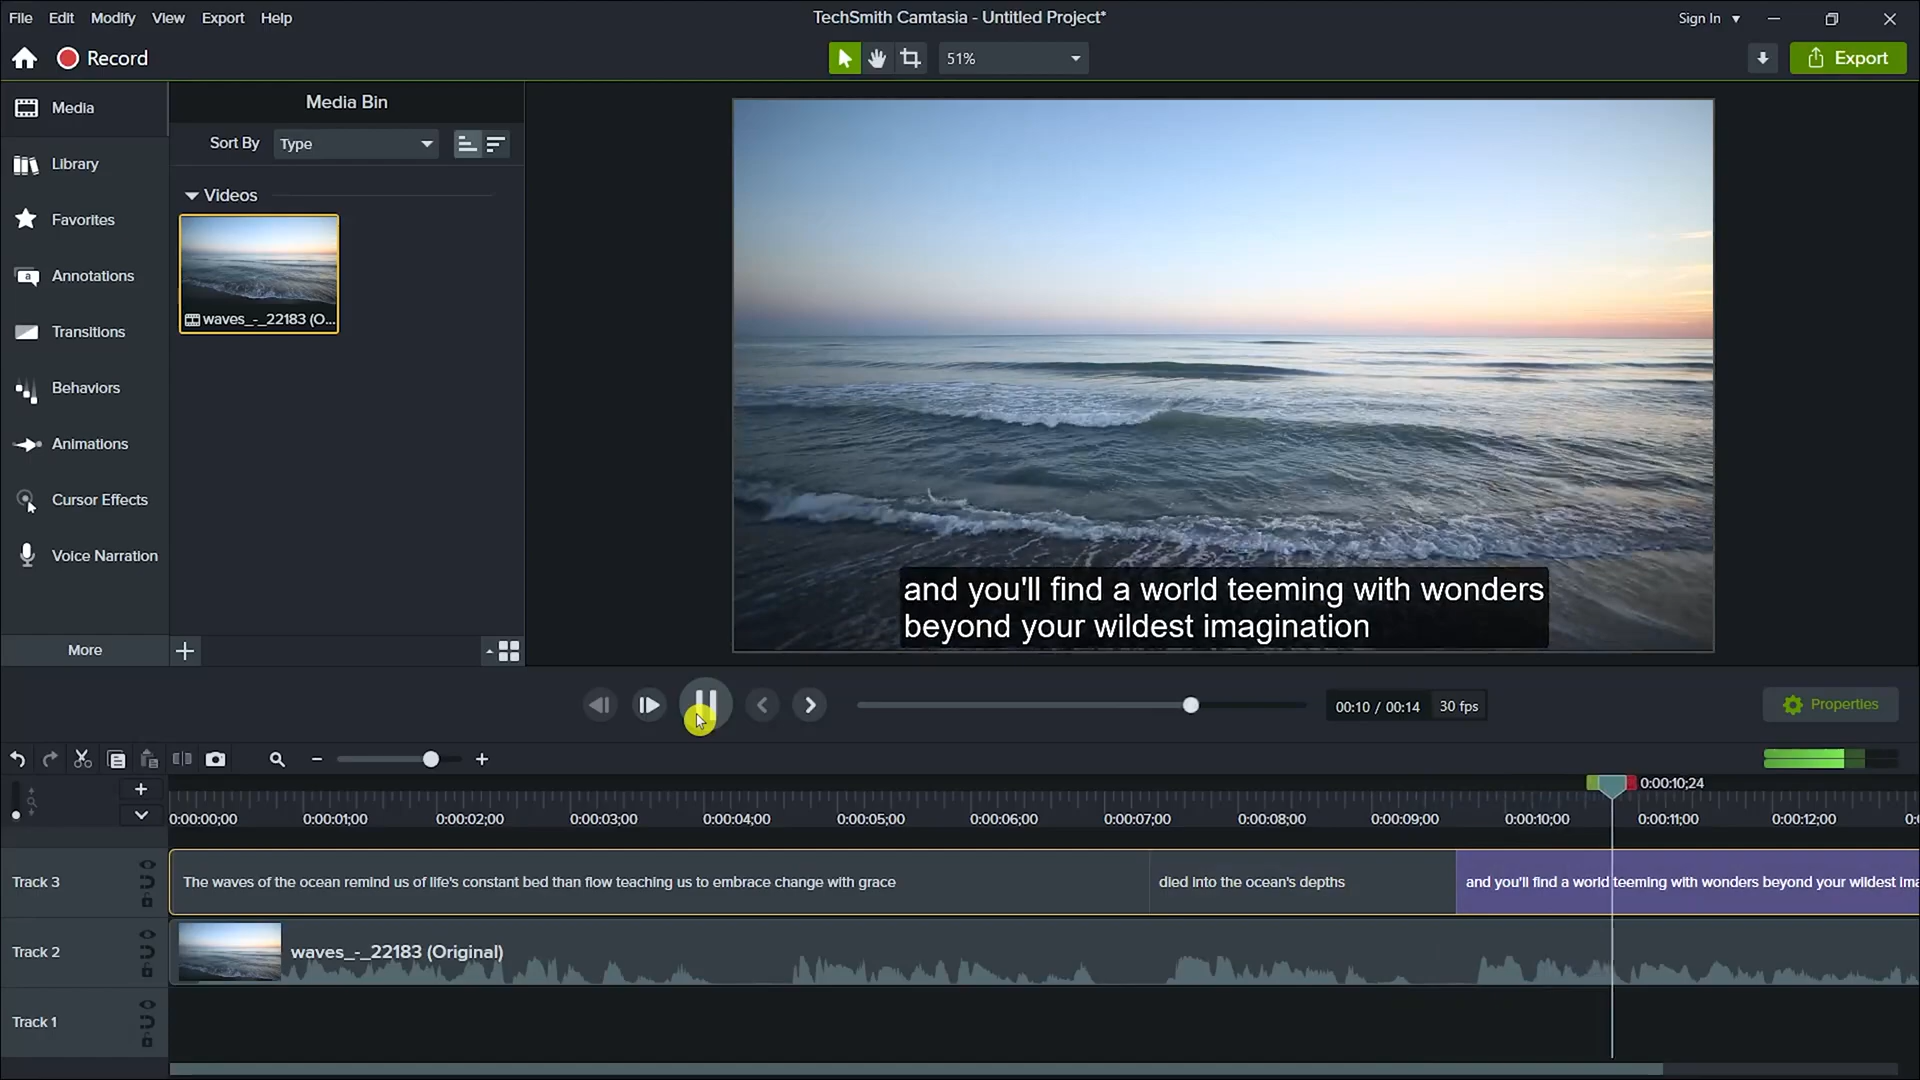 File Edit Modify View Export Help
TechSmith Camtasia - Untitled Project*
Sign In
Record
51%
Export
Media
Library
Favorites
Annotations
Transitions
Behaviors
Animations
Cursor Effects
Voice Narration
More
Media Bin
Sort By Type
Videos
waves_-_22183 (O...
and you'll find a world teeming with wonders
beyond your wildest imagination
00:10 / 00:14 30 fps
Properties
0:00:10;24
0:00:00;00 0:00:01;00 0:00:02;00 0:00:03;00 0:00:04;00 0:00:05;00 0:00:06;00 0:00:07;00 0:00:08;00 0:00:09;00 0:00:10;00 0:00:11;00 0:00:12;00
Track 3
The waves of the ocean remind us of life's constant bed than flow teaching us to embrace change with grace
died into the ocean's depths
and you'll find a world teeming with wonders beyond your wildest
Track 2
waves_-_22183 (Original)
Track 1